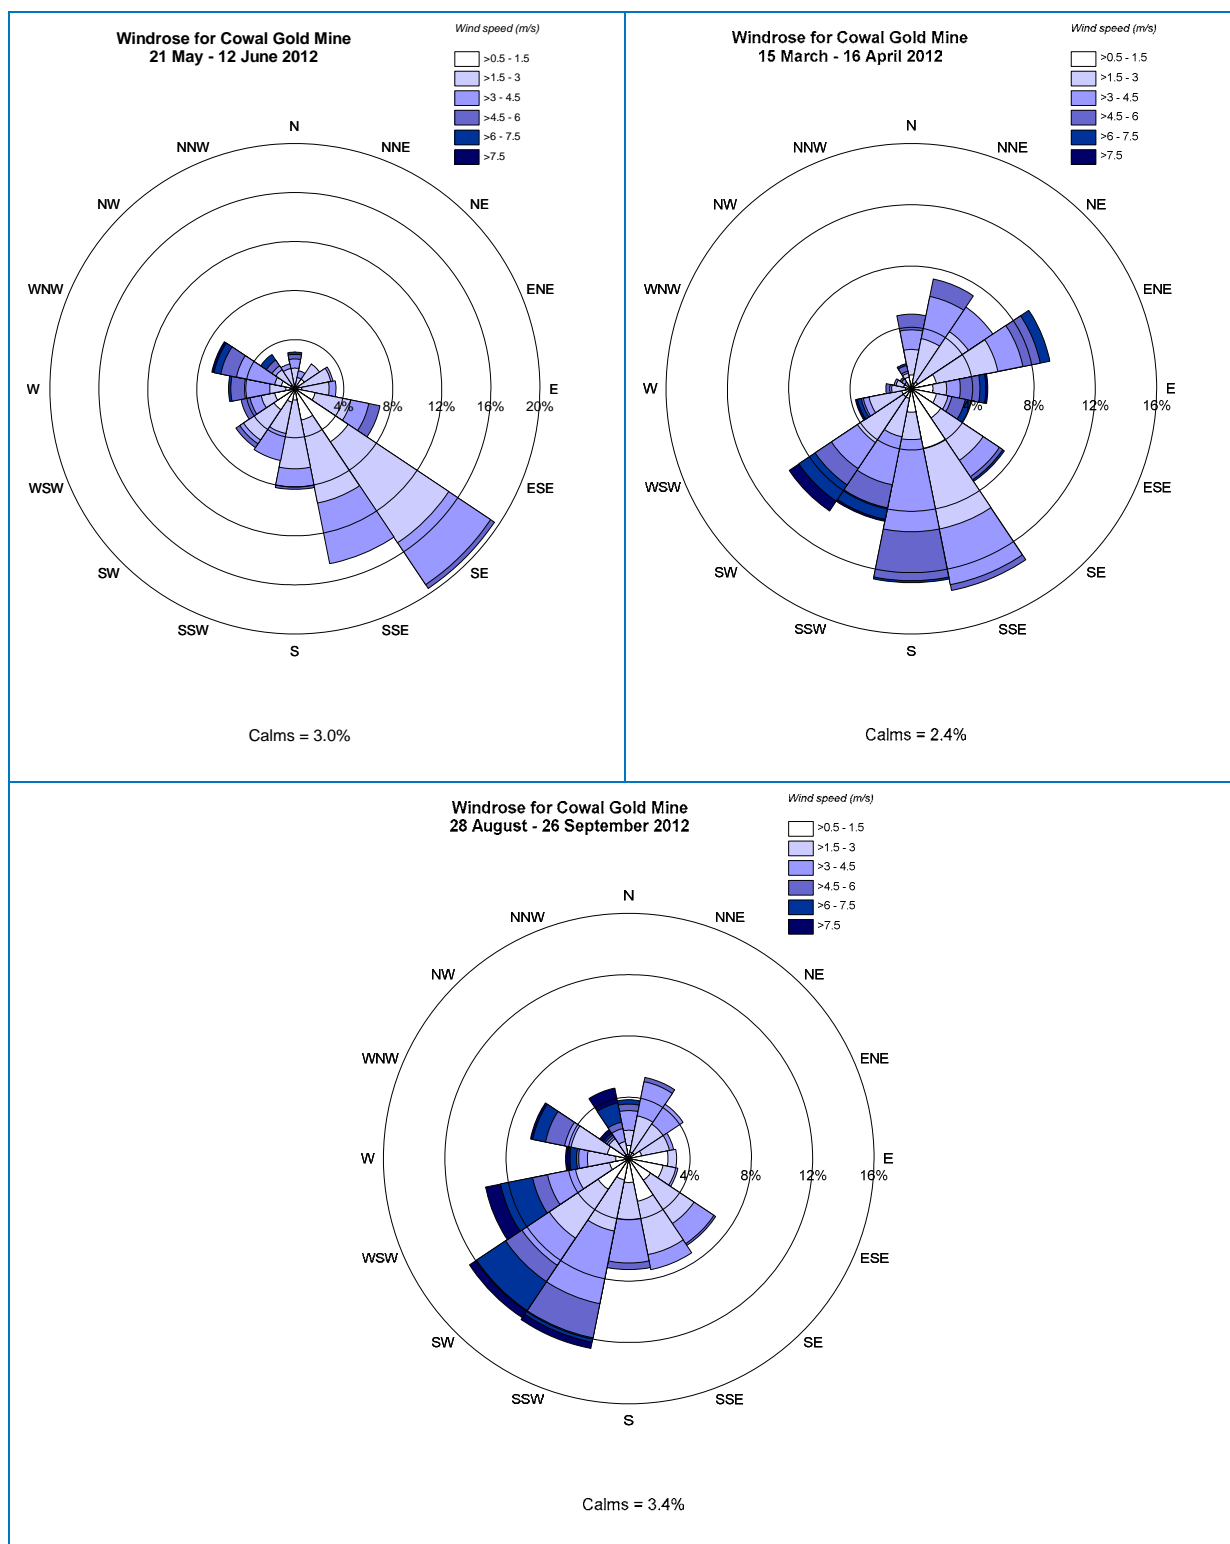 Windrose for Cowal Gold Mine
21 May - 12 June 2012
Wind speed (m/s)
>0.5 - 1.5
>1.5 - 3
>3 - 4.5
>4.5 - 6
>6 - 7.5
>7.5
N
NNW
NNE
NW
NE
WNW
ENE
W
E
4%
8%
12%
16%
20%
WSW
ESE
SW
SE
SSW
SSE
S
Calms = 3.0%
Windrose for Cowal Gold Mine
15 March - 16 April 2012
Wind speed (m/s)
>0.5 - 1.5
>1.5 - 3
>3 - 4.5
>4.5 - 6
>6 - 7.5
>7.5
N
NNW
NNE
NW
NE
WNW
ENE
W
E
4%
8%
12%
16%
WSW
ESE
SW
SE
SSW
SSE
S
Calms = 2.4%
Windrose for Cowal Gold Mine
28 August - 26 September 2012
Wind speed (m/s)
>0.5 - 1.5
>1.5 - 3
>3 - 4.5
>4.5 - 6
>6 - 7.5
>7.5
N
NNW
NNE
NW
NE
WNW
ENE
W
E
4%
8%
12%
16%
WSW
ESE
SW
SE
SSW
SSE
S
Calms = 3.4%